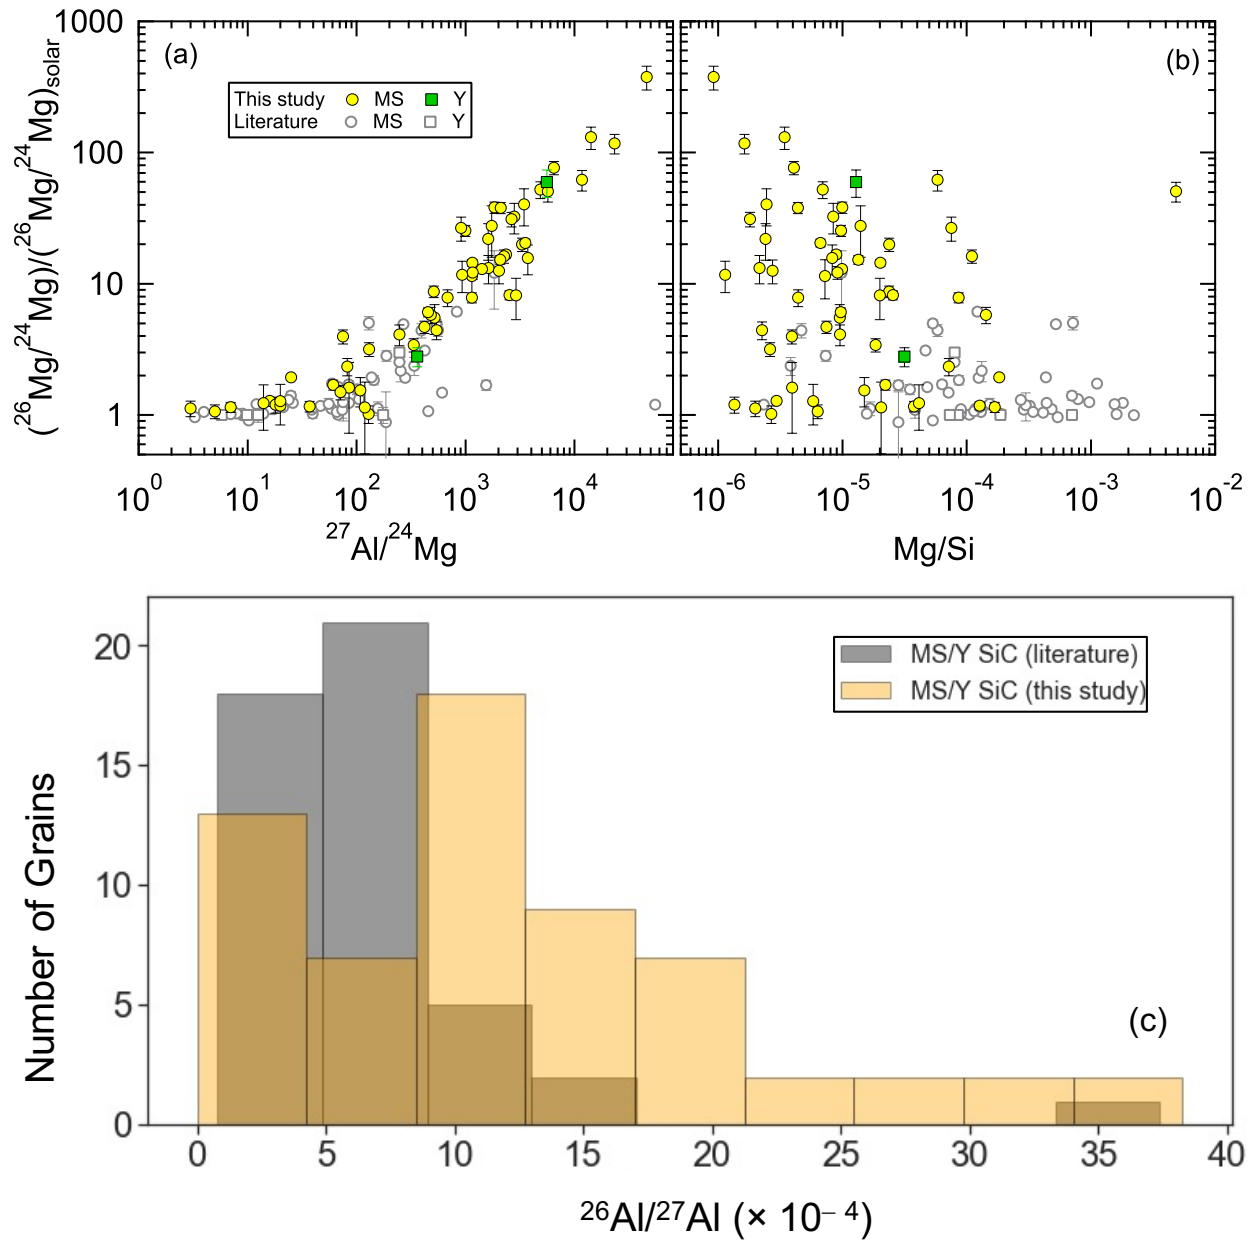 (a)
(b)
This study MS Y
Literature MS Y
(²⁶Mg/²⁴Mg)/(²⁶Mg/²⁴Mg)solar
1000
100
10
1
10⁰ 10¹ 10² 10³ 10⁴
10⁻⁶ 10⁻⁵ 10⁻⁴ 10⁻³ 10⁻²
²⁷Al/²⁴Mg
Mg/Si
MS/Y SiC (literature)
MS/Y SiC (this study)
(c)
Number of Grains
20
15
10
5
0
0 5 10 15 20 25 30 35 40
²⁶Al/²⁷Al (× 10⁻ ⁴)